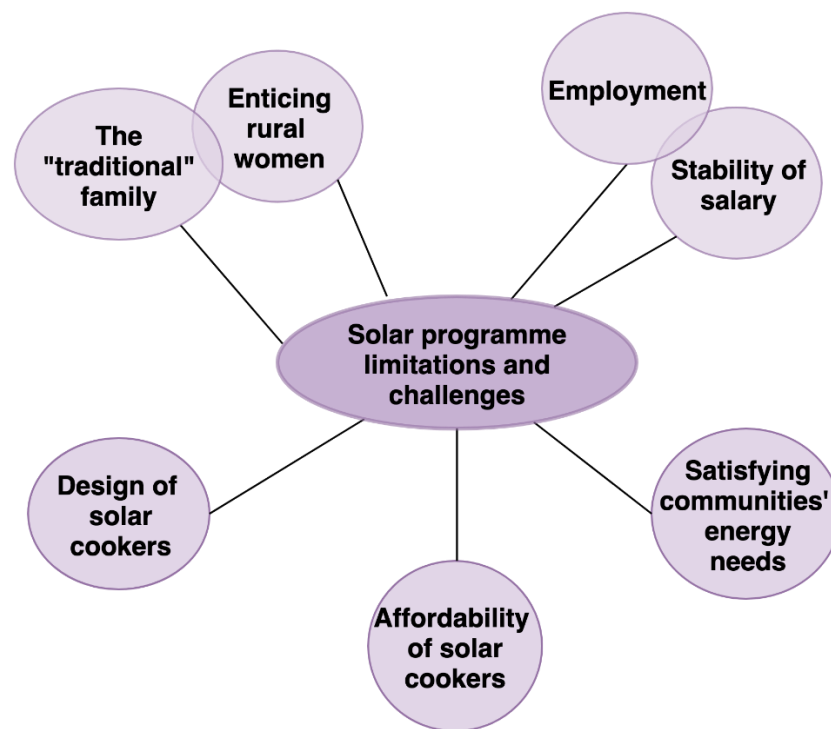 Enticing
rural
women
The
"traditional"
family
Employment
Stability of
salary
Solar programme
limitations and
challenges
Design of
solar
cookers
Satisfying
communities'
energy
needs
Affordability
of solar
cookers